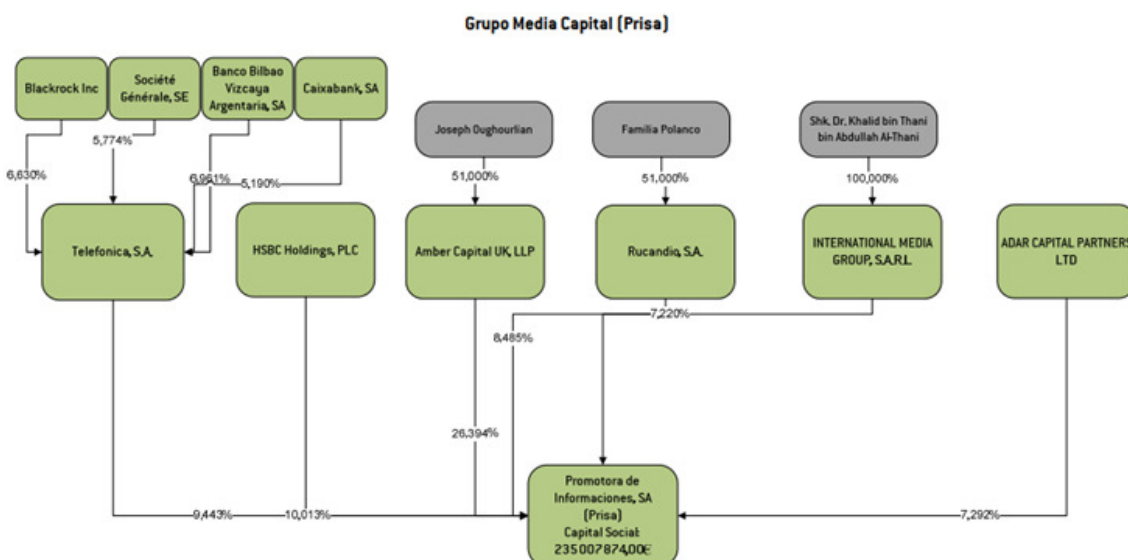 Grupo Media Capital (Prisa)
Blackrock Inc
Société
Générale, SE
Banco Bilbao
Vizcaya
Argentaria, SA
Caixabank, SA
Joseph Oughourlian
Familia Polanco
Shk. Dr. Khalid bin Thani
bin Abdullah Al-Thani
5,774%
6,630%
6,961%
5,190%
51,000%
51,000%
100,000%
Telefonica, S.A.
HSBC Holdings, PLC
Amber Capital UK, LLP
Rucandio, S.A.
INTERNATIONAL MEDIA
GROUP, S.A.R.L.
ADAR CAPITAL PARTNERS
LTD
7,220%
8,485%
26,394%
Promotora de
Informaciones, SA
(Prisa)
Capital Social:
235 007 874,00€
9,443%
10,013%
7,292%